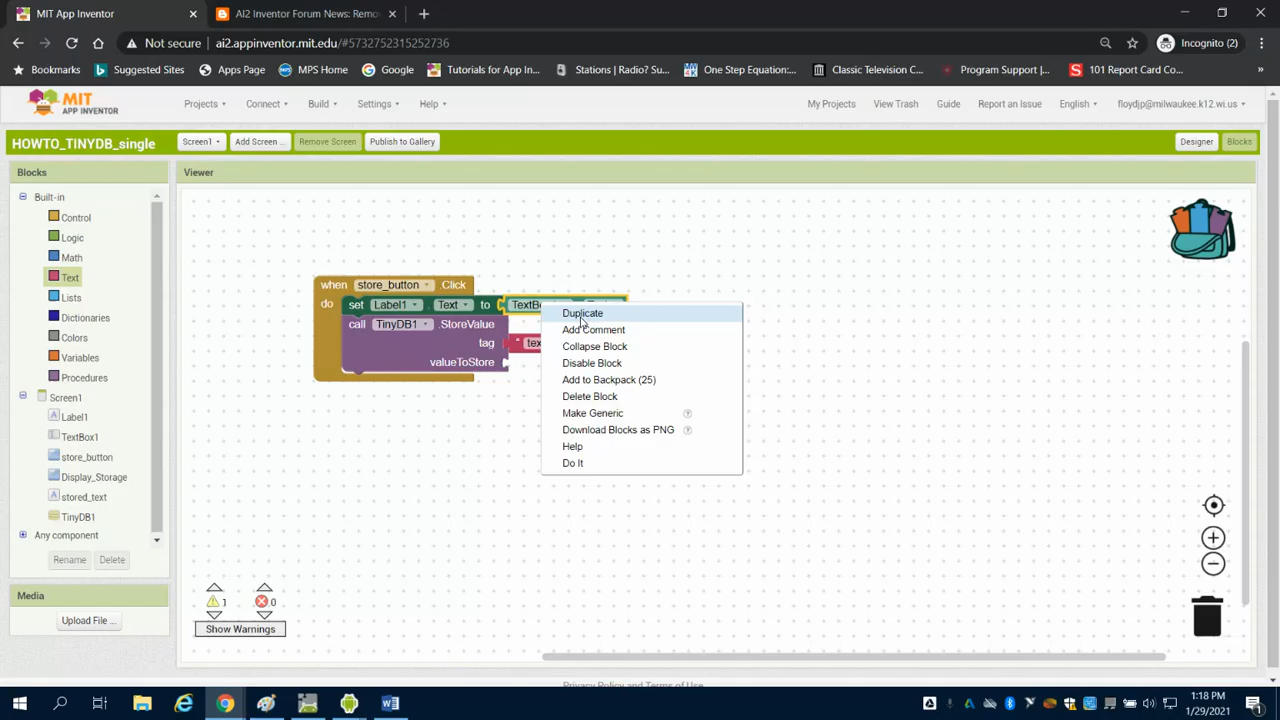 MIT App Inventor
AI2 Inventor Forum News: Remo
Not secure
ai2.appinventor.mit.edu/#5732752315252736
Incognito (2)
Bookmarks
Suggested Sites
Apps Page
MPS Home
Google
Tutorials for App In...
Stations | Radio? Su...
One Step Equation:...
Classic Television C...
Program Support |...
101 Report Card Co...
MIT
APP INVENTOR
Projects
Connect
Build
Settings
Help
My Projects
View Trash
Guide
Report an Issue
English
floydjp@milwaukee.k12.wi.us
HOWTO_TINYDB_single
Screen1
Add Screen ...
Remove Screen
Publish to Gallery
Designer
Blocks
Blocks
Viewer
Built-in
Control
Logic
Math
Text
Lists
Dictionaries
Colors
Variables
Procedures
Screen1
Label1
TextBox1
store_button
Display_Storage
stored_text
TinyDB1
Any component
Rename
Delete
Media
Upload File ...
when store_button .Click
do set Label1 . Text to
call TinyDB1 .StoreValue
tag
valueToStore
Duplicate
Add Comment
Collapse Block
Disable Block
Add to Backpack (25)
Delete Block
Make Generic
Download Blocks as PNG
Help
Do It
1
0
Show Warnings
Privacy Policy and Terms of Use
1:18 PM
1/29/2021